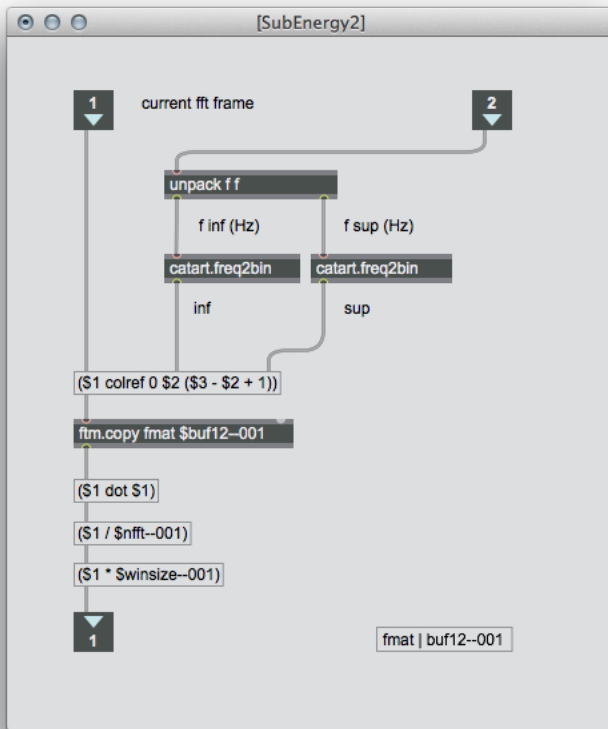 [SubEnergy2]
1
current fft frame
2
unpack f f
f inf (Hz)
f sup (Hz)
catart.freq2bin
catart.freq2bin
inf
sup
($1 colref 0 $2 ($3 - $2 + 1))
ftm.copy fmat $buf12--001
($1 dot $1)
($1 / $nfft--001)
($1 * $winsize--001)
1
fmat | buf12--001